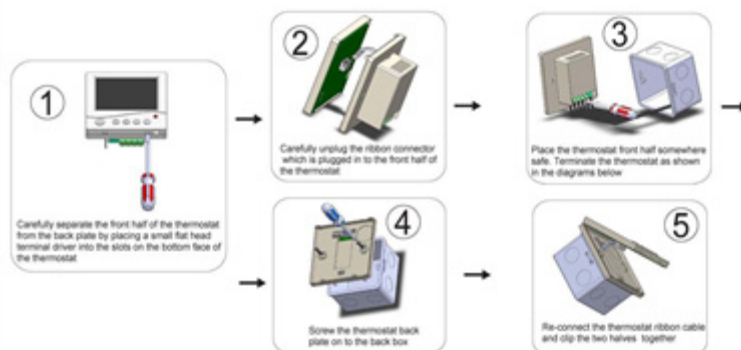 1
Carefully separate the front half of the thermostat
from the back plate by placing a small flat head
terminal driver into the slots on the bottom face of
the thermostat
2
Carefully unplug the ribbon connector
which is plugged in to the front half of
the thermostat
3
Place the thermostat front half somewhere
safe. Terminate the thermostat as shown
in the diagrams below
4
Screw the thermostat back
plate on to the back box
5
Re-connect the thermostat ribbon cable
and clip the two halves together